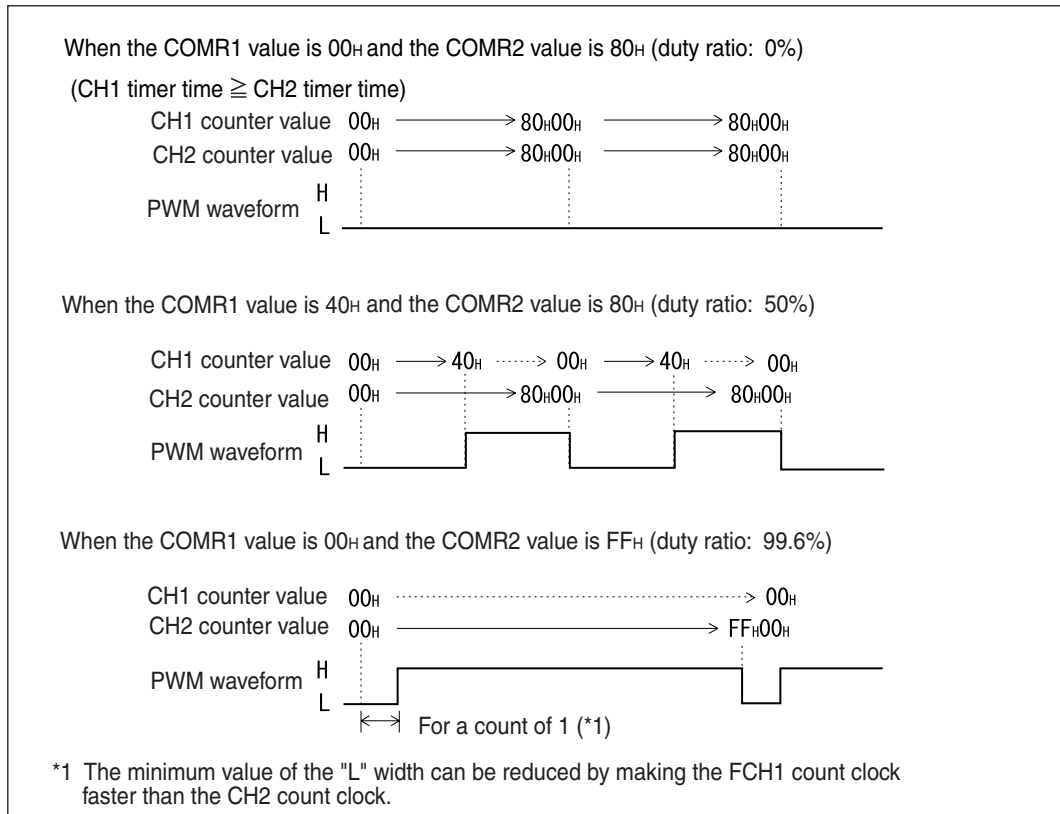 When the COMR1 value is 00H and the COMR2 value is 80H (duty ratio: 0%)
(CH1 timer time ≧ CH2 timer time)
CH1 counter value 00H 80H00H 80H00H
CH2 counter value 00H 80H00H 80H00H
H
PWM waveform
L
When the COMR1 value is 40H and the COMR2 value is 80H (duty ratio: 50%)
CH1 counter value 00H 40H 00H 40H 00H
CH2 counter value 00H 80H00H 80H00H
H
PWM waveform
L
When the COMR1 value is 00H and the COMR2 value is FFH (duty ratio: 99.6%)
CH1 counter value 00H 00H
CH2 counter value 00H FFH00H
H
PWM waveform
L
For a count of 1 (*1)
*1 The minimum value of the "L" width can be reduced by making the FCH1 count clock
faster than the CH2 count clock.